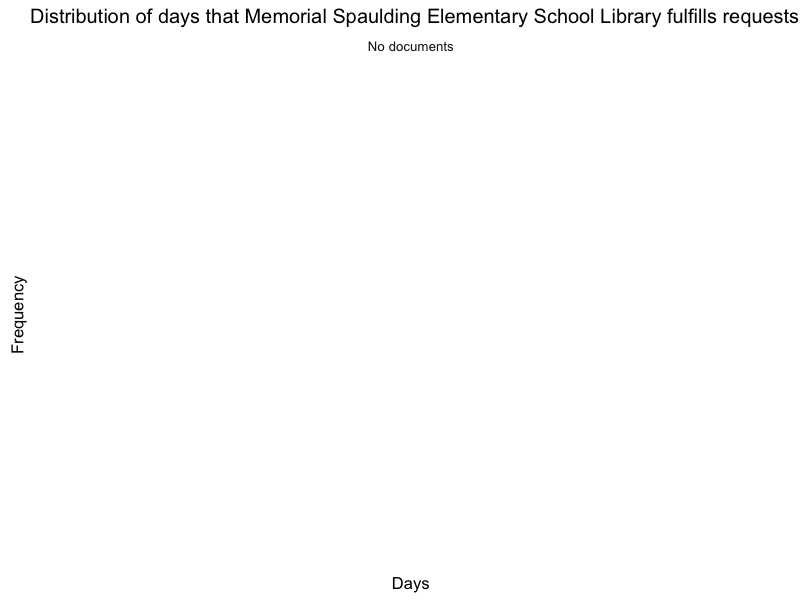 Distribution of days that Memorial Spaulding Elementary School Library fulfills requests
No documents
Frequency
Days